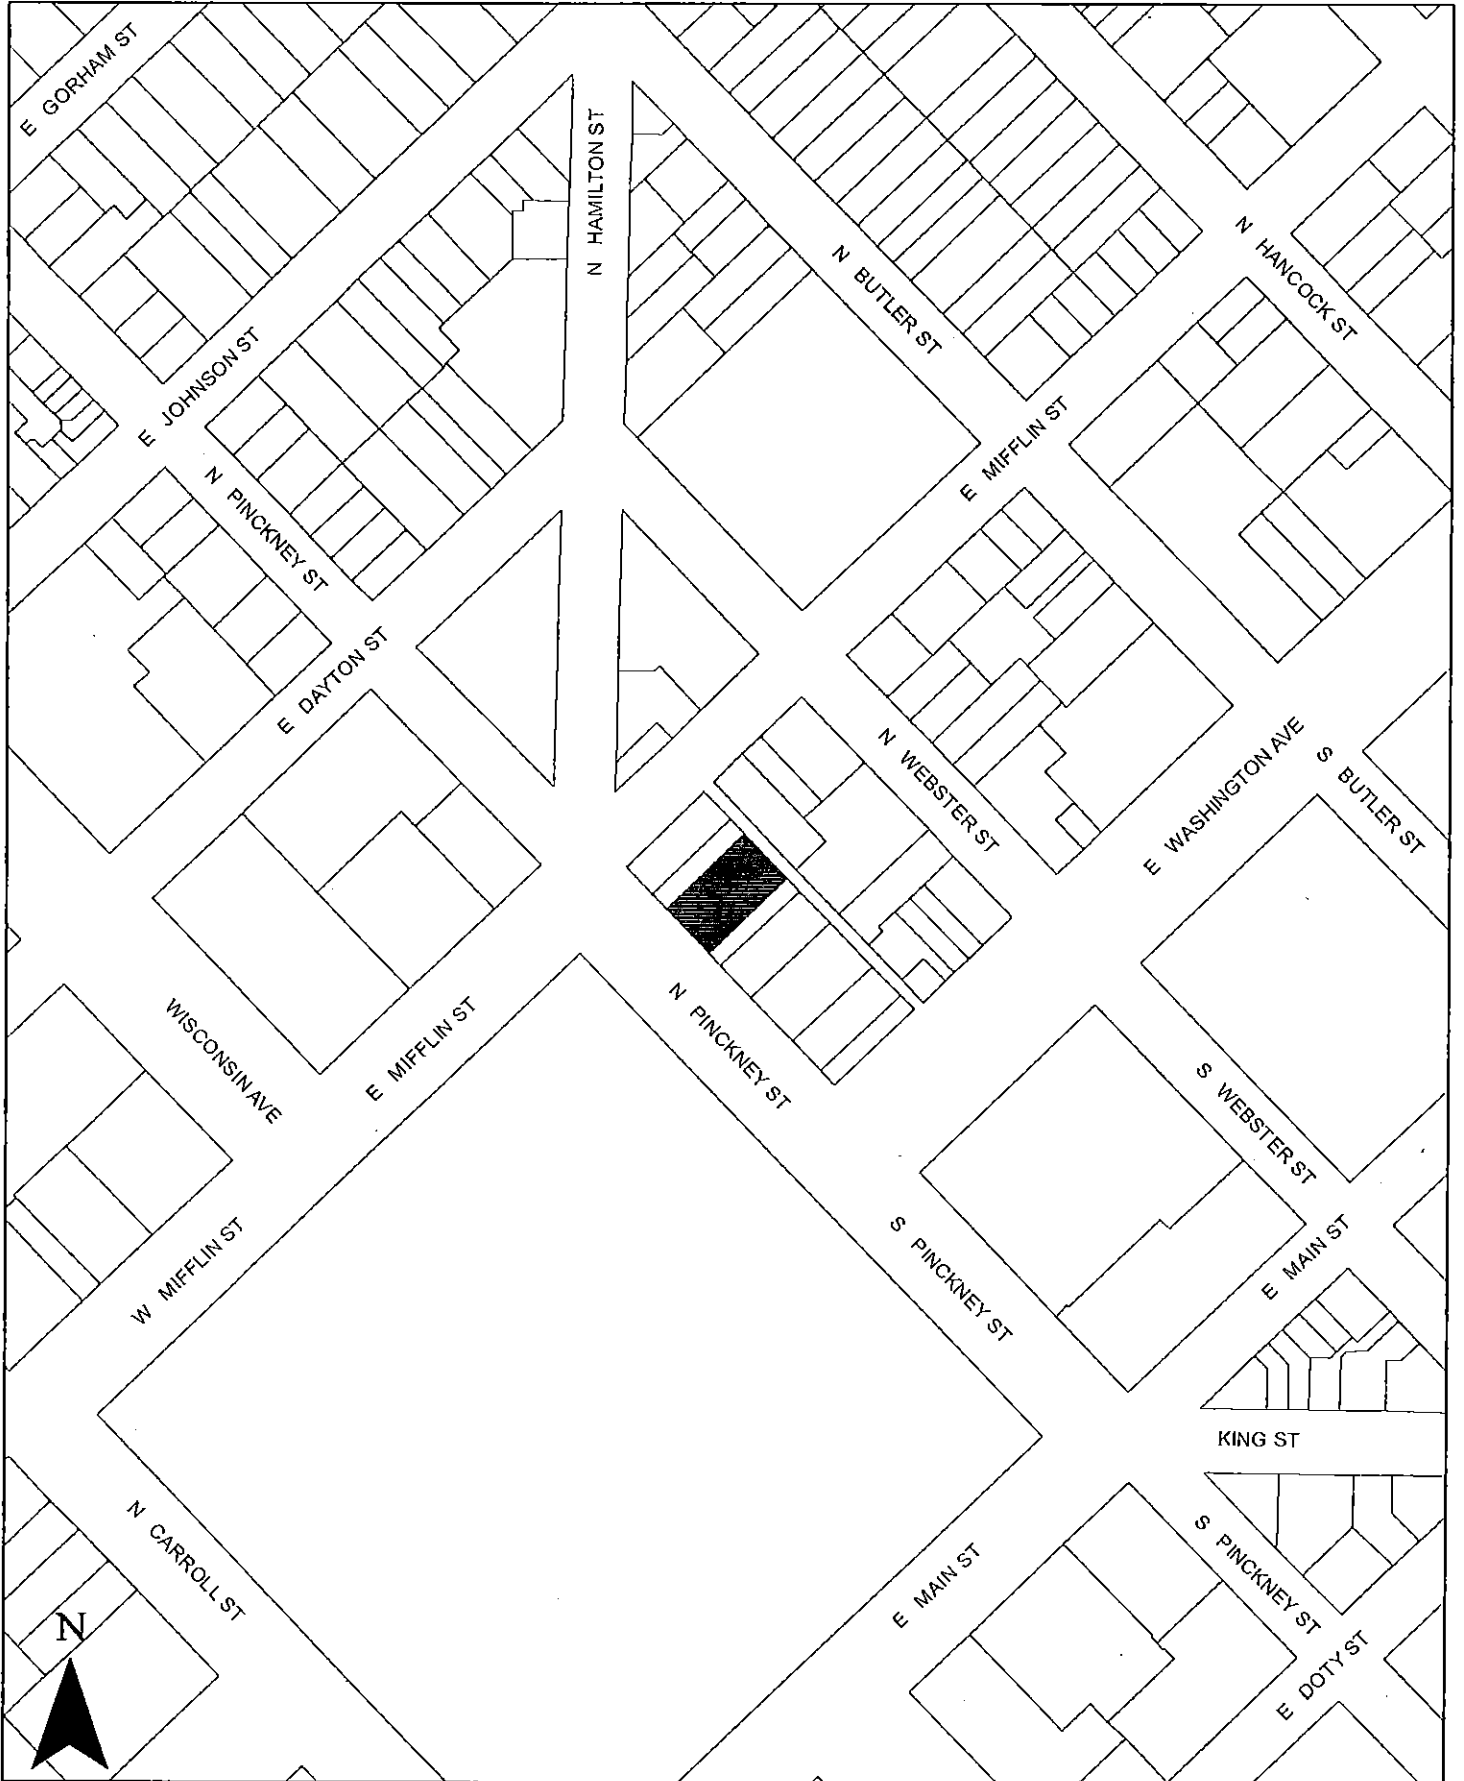 E GORHAM ST
N HAMILTON ST
N HANCOCK ST
N BUTLER ST
E JOHNSON ST
E MIFFLIN ST
N PINCKNEY ST
E DAYTON ST
N WEBSTER ST
E WASHINGTON AVE
S BUTLER ST
WISCONSIN AVE
E MIFFLIN ST
N PINCKNEY ST
S WEBSTER ST
W MIFFLIN ST
S PINCKNEY ST
E MAIN ST
KING ST
N CARROLL ST
E MAIN ST
S PINCKNEY ST
E DOTY ST
N